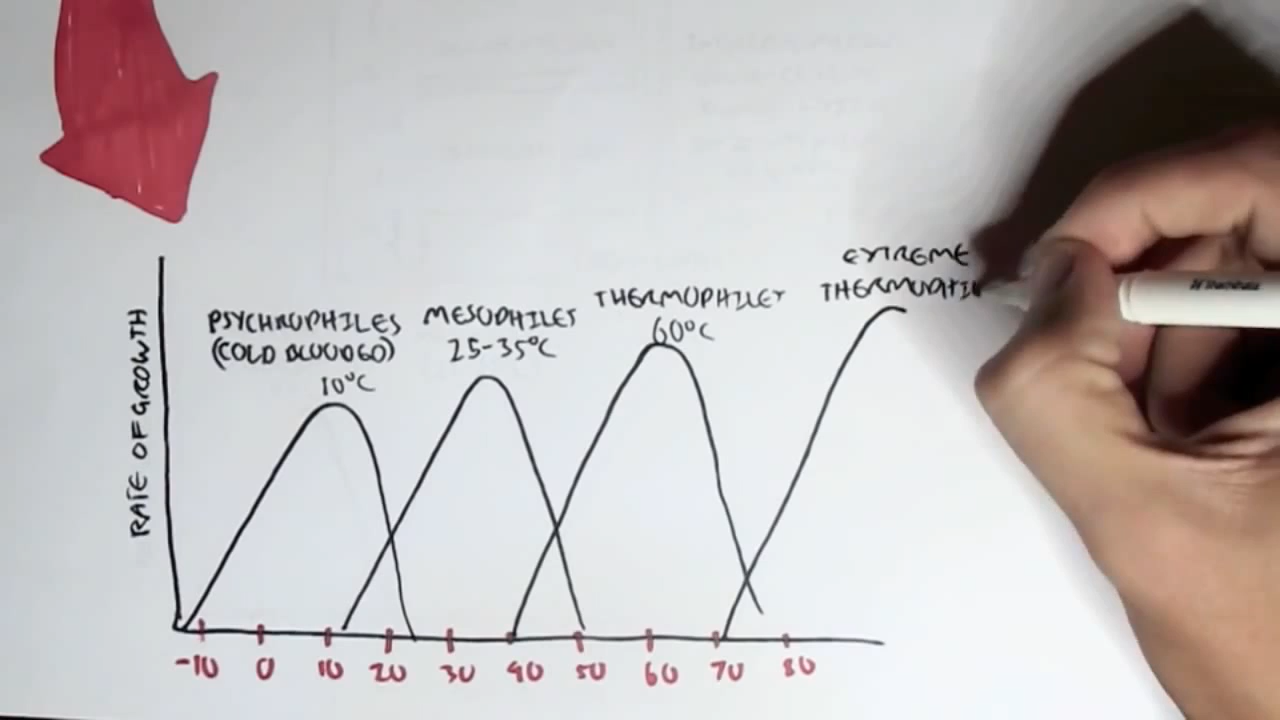 PSYCHROPHILES
(COLD BLOODED)
10°C
MESOPHILES
25-35°C
THERMOPHILES
60°C
EXTREME
RATE OF GROWTH
-10 0 10 20 30 40 50 60 70 80